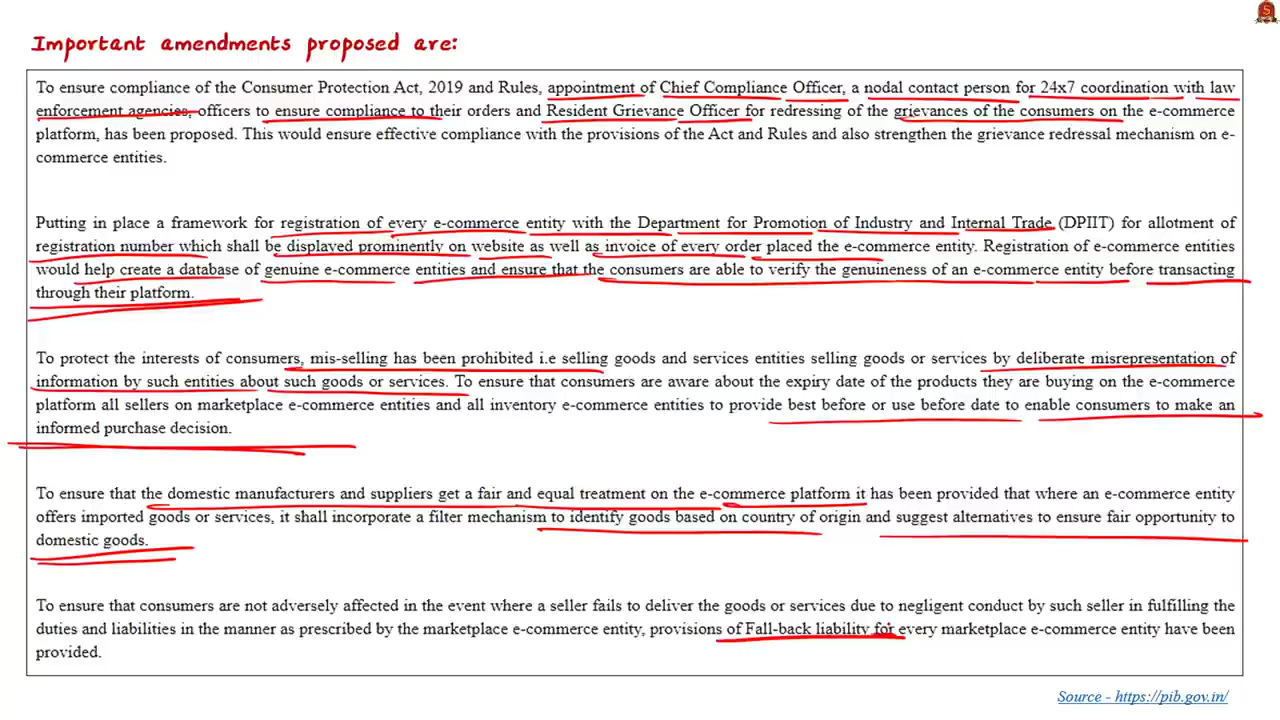 Important amendments proposed are:
To ensure compliance of the Consumer Protection Act, 2019 and Rules, appointment of Chief Compliance Officer, a nodal contact person for 24x7 coordination with law
enforcement agencies, officers to ensure compliance to their orders and Resident Grievance Officer for redressing of the grievances of the consumers on the e-commerce
platform, has been proposed. This would ensure effective compliance with the provisions of the Act and Rules and also strengthen the grievance redressal mechanism on e-
commerce entities.
Putting in place a framework for registration of every e-commerce entity with the Department for Promotion of Industry and Internal Trade (DPIIT) for allotment of
registration number which shall be displayed prominently on website as well as invoice of every order placed the e-commerce entity. Registration of e-commerce entities
would help create a database of genuine e-commerce entities and ensure that the consumers are able to verify the genuineness of an e-commerce entity before transacting
through their platform.
To protect the interests of consumers, mis-selling has been prohibited i.e selling goods and services entities selling goods or services by deliberate misrepresentation of
information by such entities about such goods or services. To ensure that consumers are aware about the expiry date of the products they are buying on the e-commerce
platform all sellers on marketplace e-commerce entities and all inventory e-commerce entities to provide best before or use before date to enable consumers to make an
informed purchase decision.
To ensure that the domestic manufacturers and suppliers get a fair and equal treatment on the e-commerce platform it has been provided that where an e-commerce entity
offers imported goods or services, it shall incorporate a filter mechanism to identify goods based on country of origin and suggest alternatives to ensure fair opportunity to
domestic goods.
To ensure that consumers are not adversely affected in the event where a seller fails to deliver the goods or services due to negligent conduct by such seller in fulfilling the
duties and liabilities in the manner as prescribed by the marketplace e-commerce entity, provisions of Fall-back liability for every marketplace e-commerce entity have been
provided.
Source - https://pib.gov.in/